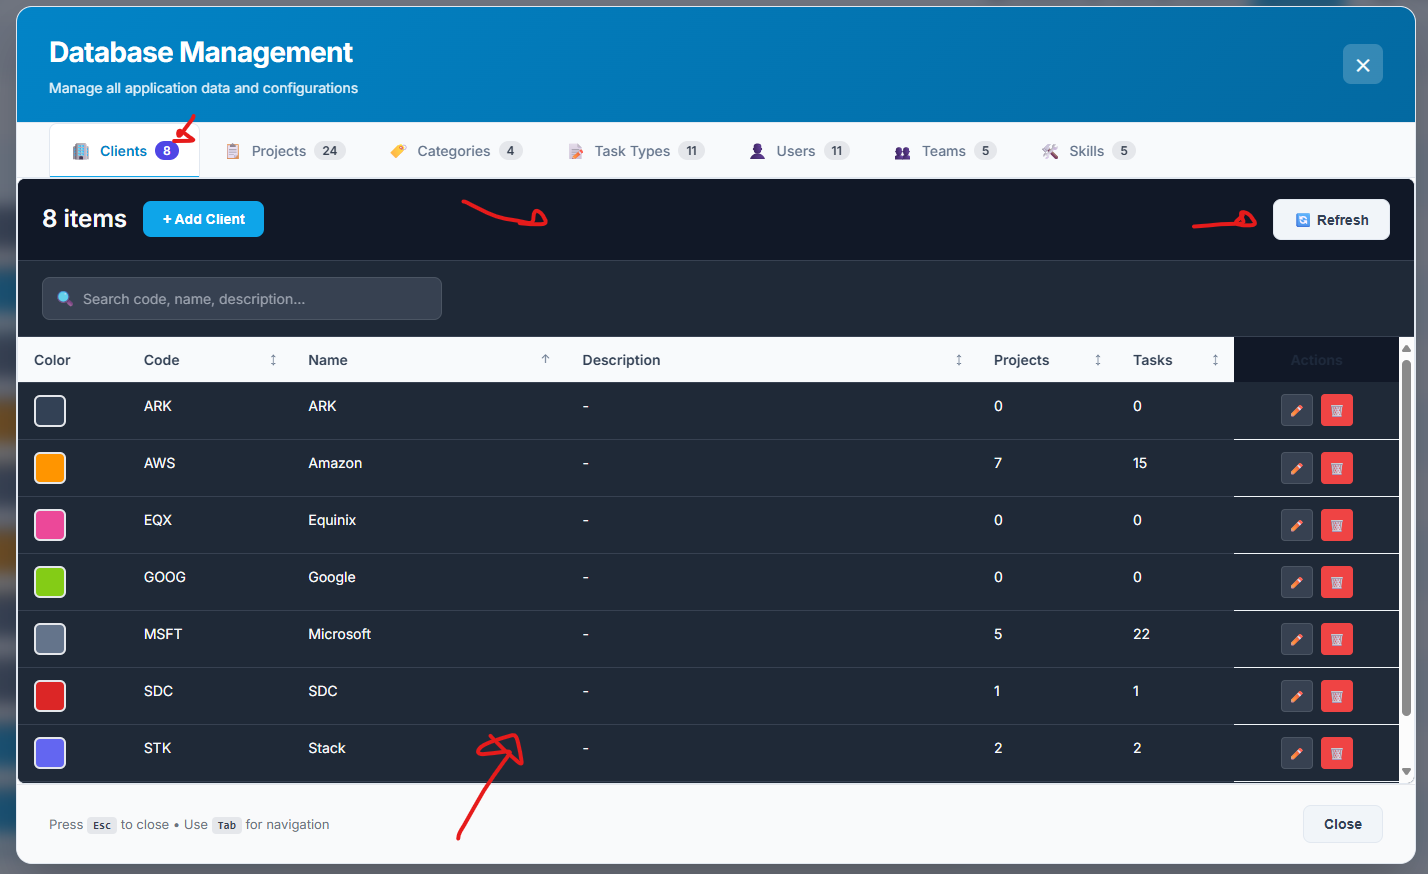 Database Management
Manage all application data and configurations
Clients 8 Projects 24 Categories 4 Task Types 11 Users 11 Teams 5 Skills 5
8 items + Add Client Refresh
Search code, name, description...
Color Code Name Description Projects Tasks Actions
ARK ARK - 0 0
AWS Amazon - 7 15
EQX Equinix - 0 0
GOOG Google - 0 0
MSFT Microsoft - 5 22
SDC SDC - 1 1
STK Stack - 2 2
Press Esc to close • Use Tab for navigation Close